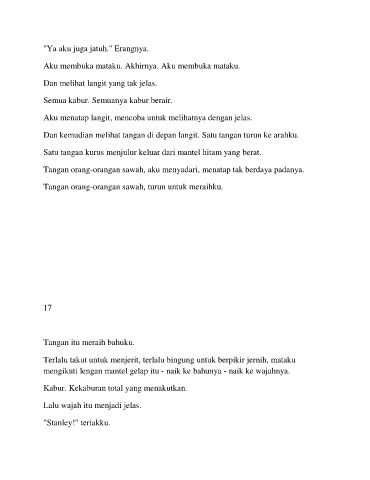 "Ya aku juga jatuh." Erangnya.
Aku membuka mataku. Akhirnya. Aku membuka mataku.
Dan melihat langit yang tak jelas.
Semua kabur. Semuanya kabur berair.
Aku menatap langit, mencoba untuk melihatnya dengan jelas.
Dan kemudian melihat tangan di depan langit. Satu tangan turun ke arahku.
Satu tangan kurus menjulur keluar dari mantel hitam yang berat.
Tangan orang-orangan sawah, aku menyadari, menatap tak berdaya padanya.
Tangan orang-orangan sawah, turun untuk meraihku.
17
Tangan itu meraih bahuku.
Terlalu takut untuk menjerit, terlalu bingung untuk berpikir jernih, mataku
mengikuti lengan mantel gelap itu - naik ke bahunya - naik ke wajahnya.
Kabur. Kekaburan total yang menakutkan.
Lalu wajah itu menjadi jelas.
"Stanley!" teriakku.